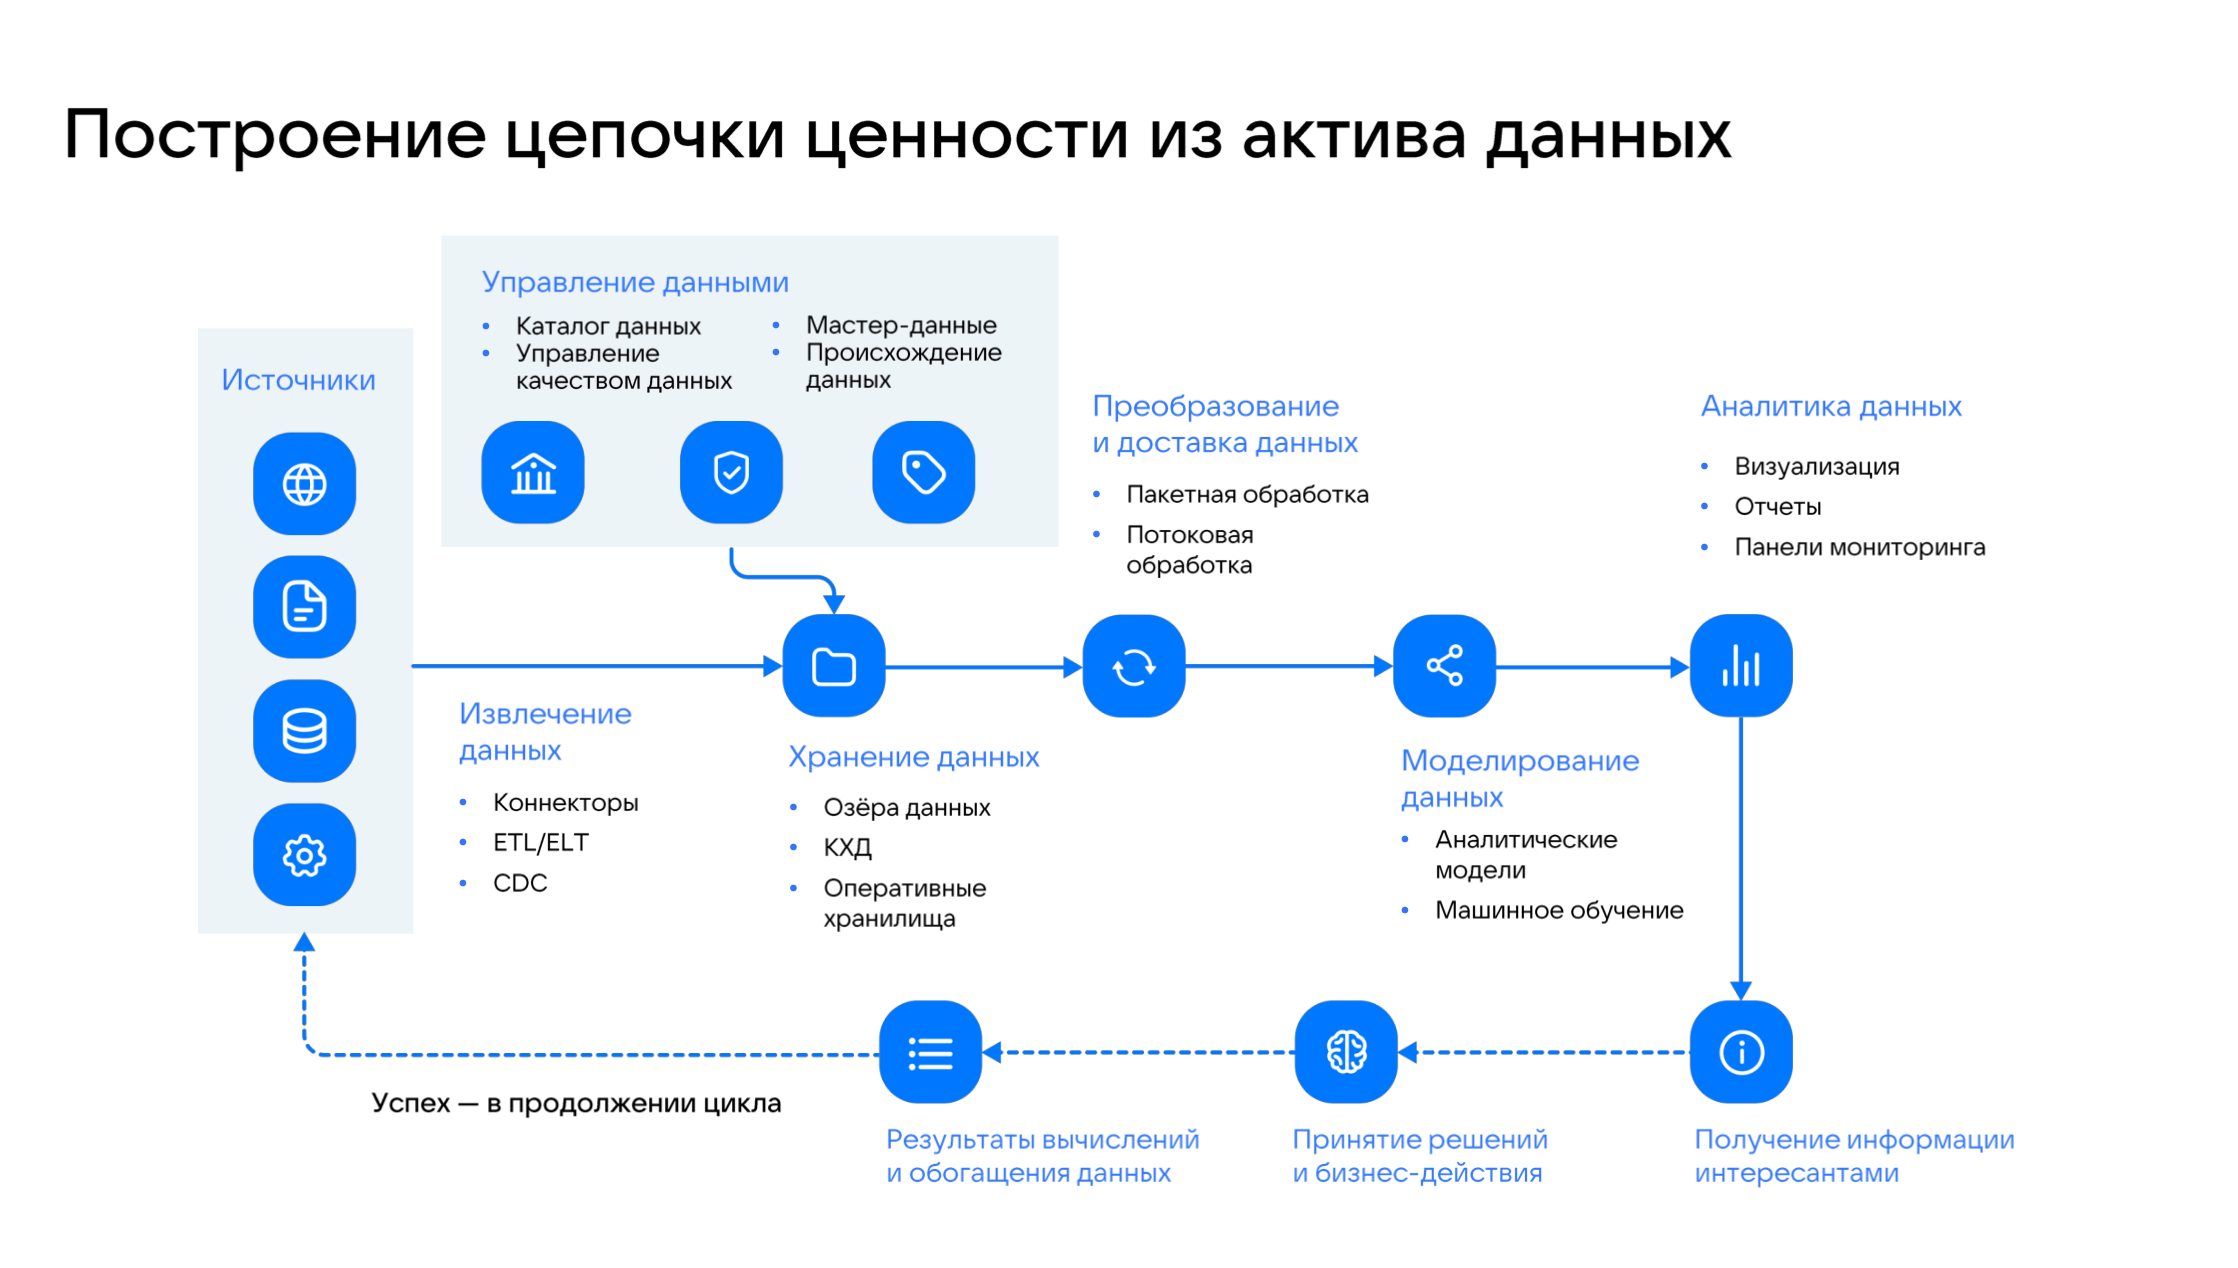 Построение цепочки ценности из актива данных
Источники
Управление данными
Каталог данных
Управление
качеством данных
Мастер-данные
Происхождение
данных
Извлечение
данных
Коннекторы
ETL/ELT
CDC
Хранение данных
Озёра данных
КХД
Оперативные
хранилища
Преобразование
и доставка данных
Пакетная обработка
Потоковая
обработка
Моделирование
данных
Аналитические
модели
Машинное обучение
Аналитика данных
Визуализация
Отчеты
Панели мониторинга
Получение информации
интересантами
Принятие решений
и бизнес-действия
Результаты вычислений
и обогащения данных
Успех — в продолжении цикла